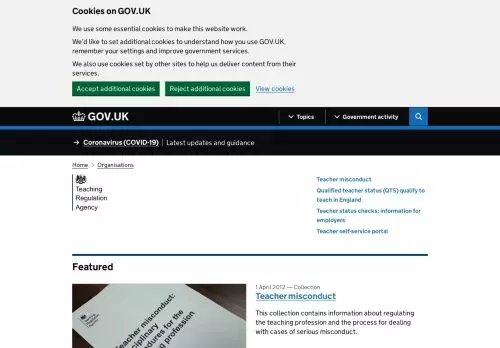 Cookies on GOV.UK
We use some essential cookies to make this website work.
We'd like to set additional cookies to understand how you use GOV.UK,
remember your settings and improve government services.
We also use cookies set by other sites to help us deliver content from their
services.
Accept additional cookies
Reject additional cookies
View cookies
GOV.UK
Topics
Government activity
→ Coronavirus (COVID-19) | Latest updates and guidance
Home > Organisations
Teaching
Regulation
Agency
Teacher misconduct
Qualified teacher status (QTS) qualify to
teach in England
Teacher status checks: information for
employers
Teacher self-service portal
Featured
1 April 2012 — Collection
Teacher misconduct
This collection contains information about regulating
the teaching profession and the process for dealing
with cases of serious misconduct.
Teacher misconduct: